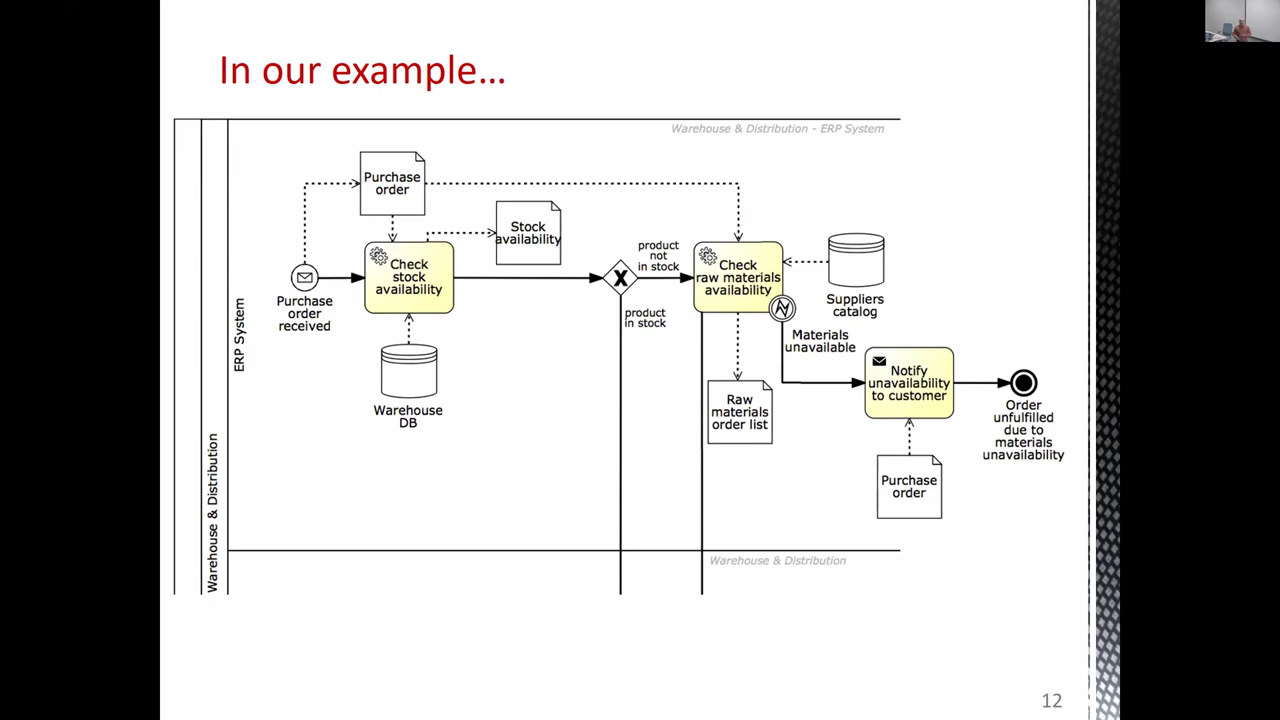 In our example...
Warehouse & Distribution - ERP System
Purchase
order
Stock
availability
product
not
in stock
Check
stock
availability
Check
raw materials
availability
Purchase
order
received
ERP System
product
in stock
Suppliers
catalog
Materials
unavailable
Warehouse
DB
Notify
unavailability
to customer
Raw
materials
order list
Order
unfulfilled
due to
materials
unavailability
Purchase
order
Warehouse & Distribution
Warehouse & Distribution
12